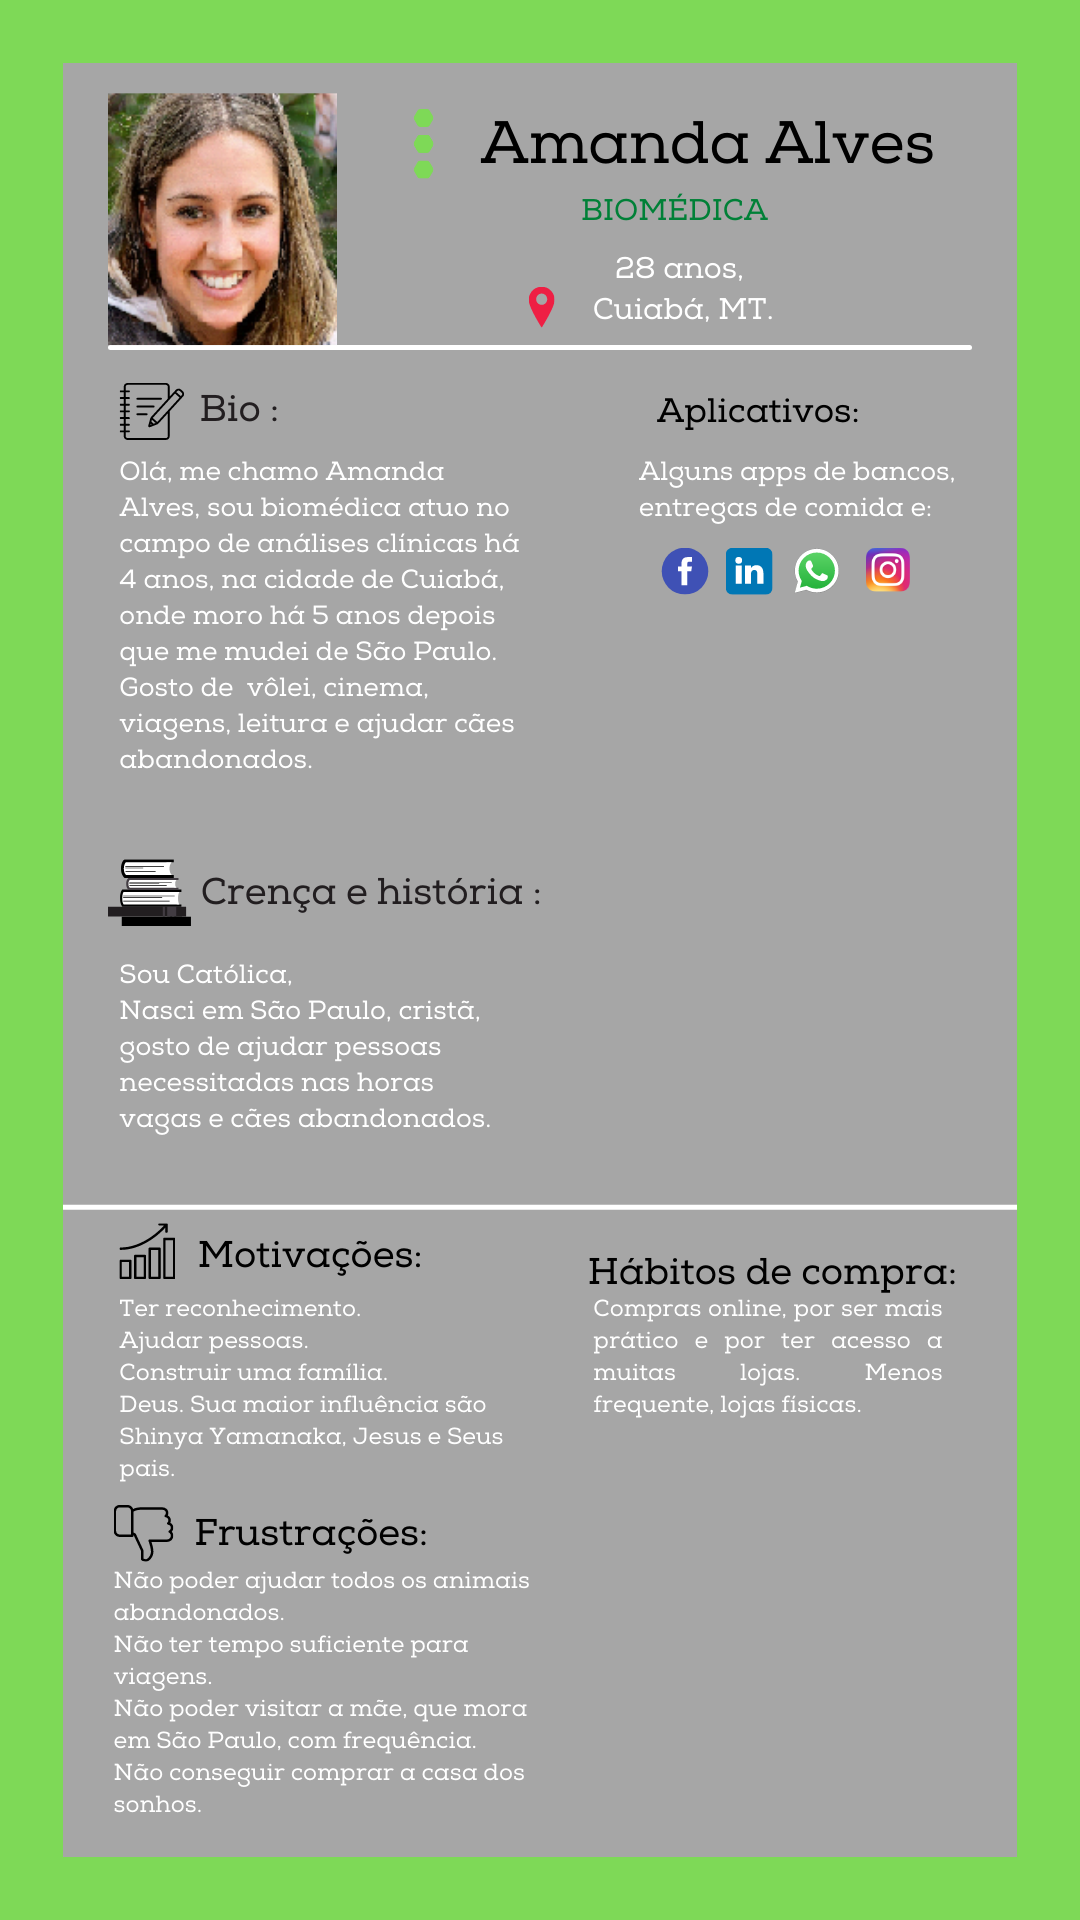 Amanda Alves
BIOMÉDICA
28 anos,
Cuiabá, MT.
Bio :
Olá, me chamo Amanda
Alves, sou biomédica atuo no
campo de análises clínicas há
4 anos, na cidade de Cuiabá,
onde moro há 5 anos depois
que me mudei de São Paulo.
Gosto de  vôlei, cinema,
viagens, leitura e ajudar cães
abandonados.
Aplicativos:
Alguns apps de bancos,
entregas de comida e:
f in
Crença e história :
Sou Católica,
Nasci em São Paulo, cristã,
gosto de ajudar pessoas
necessitadas nas horas
vagas e cães abandonados.
Motivações:
Ter reconhecimento.
Ajudar pessoas.
Construir uma família.
Deus. Sua maior influência são
Shinya Yamanaka, Jesus e Seus
pais.
Hábitos de compra:
Compras online, por ser mais
prático e por ter acesso a
muitas lojas. Menos
frequente, lojas físicas.
Frustrações:
Não poder ajudar todos os animais
abandonados.
Não ter tempo suficiente para
viagens.
Não poder visitar a mãe, que mora
em São Paulo, com frequência.
Não conseguir comprar a casa dos
sonhos.